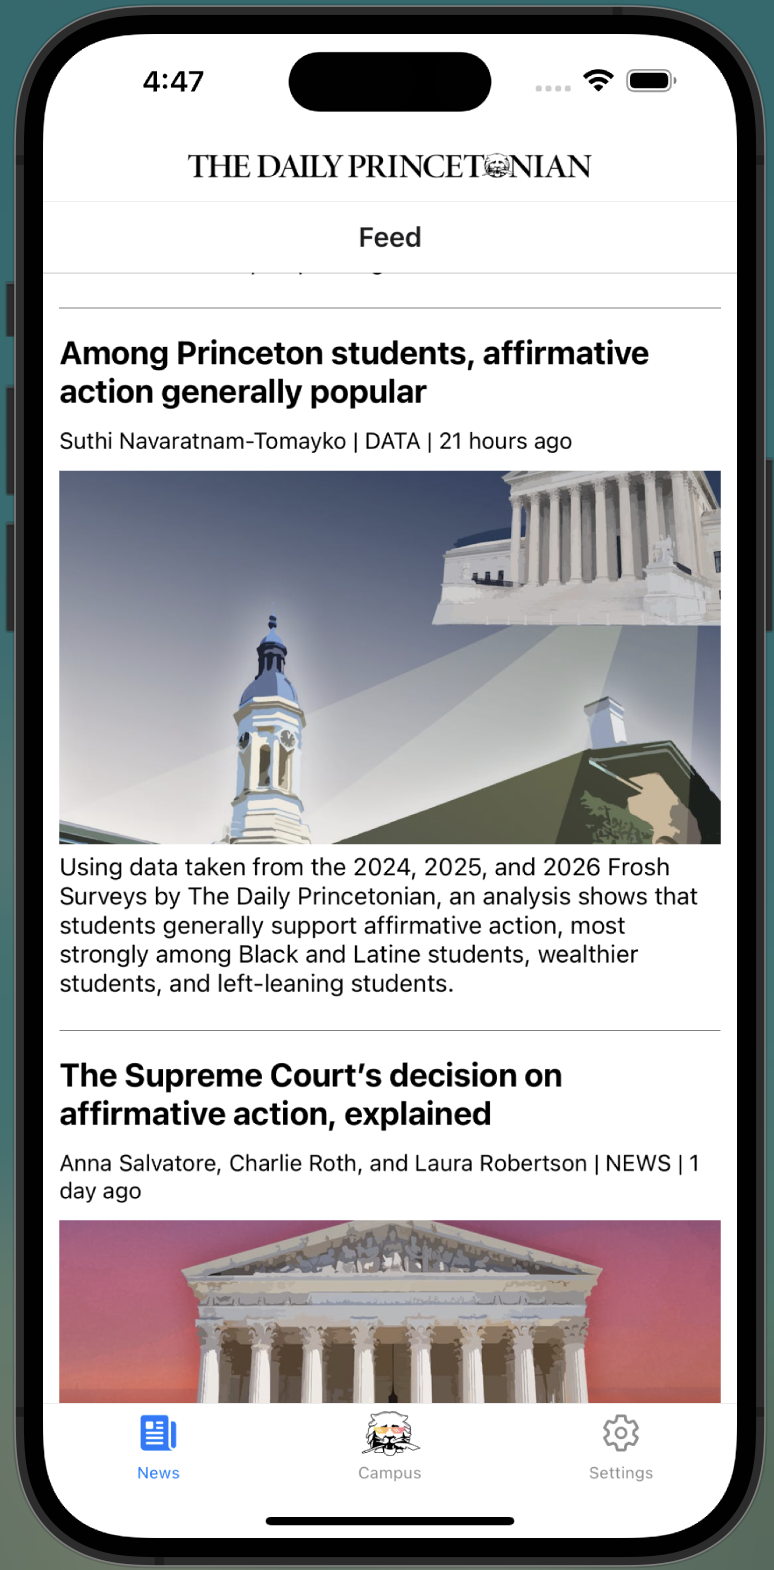 4:47
THE DAILY PRINCETONIAN
Feed
Among Princeton students, affirmative
action generally popular
Suthi Navaratnam-Tomayko | DATA | 21 hours ago
Using data taken from the 2024, 2025, and 2026 Frosh
Surveys by The Daily Princetonian, an analysis shows that
students generally support affirmative action, most
strongly among Black and Latine students, wealthier
students, and left-leaning students.
The Supreme Court’s decision on
affirmative action, explained
Anna Salvatore, Charlie Roth, and Laura Robertson | NEWS | 1
day ago
News
Campus
Settings